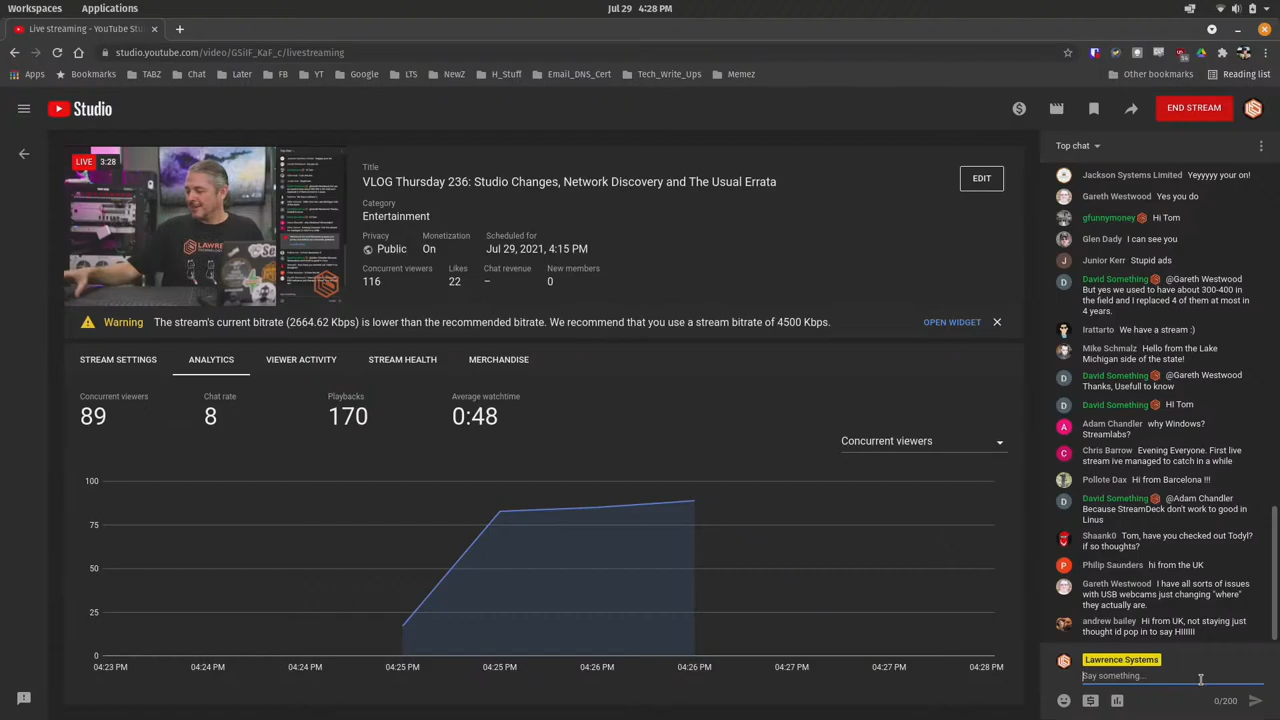 Workspaces Applications Jul 29 4:28 PM
Live streaming - YouTube Stu
studio.youtube.com/video/GSiIF_KaF_c/livestreaming
Apps Bookmarks TABZ Chat Later FB YT Google LTS NewZ H_Stuff Email_DNS_Cert Tech_Write_Ups Memez Other bookmarks Reading list
Studio END STREAM
LIVE 3:28
Title
VLOG Thursday 236
Network Discovery and The Usual Errata
EDIT
Category
Entertainment
Privacy Monetization Scheduled for
Public On Jul 29, 2021, 4:15 PM
Concurrent viewers Likes Chat revenue New members
116 22 – 0
Warning The stream's current bitrate (2664.62 Kbps) is lower than the recommended bitrate. We recommend that you use a stream bitrate of 4500 Kbps. OPEN WIDGET
STREAM SETTINGS ANALYTICS VIEWER ACTIVITY STREAM HEALTH MERCHANDISE
Concurrent viewers Chat rate Playbacks Average watchtime
89 8 170 0:48
Concurrent viewers
100
75
50
25
0
04:23 PM 04:24 PM 04:24 PM 04:25 PM 04:25 PM 04:26 PM 04:26 PM 04:27 PM 04:27 PM 04:28 PM
Top chat
Jackson Systems Limited Yeyyyyy your on!
Gareth Westwood Yes you do
gfunnymoney Hi Tom
Glen Dady I can see you
Junior Kerr Stupid ads
David Something @Gareth Westwood
But yes we used to have about 300-400 in
the field and I replaced 4 of them at most in
4 years.
Irattarto We have a stream :)
Mike Schmalz Hello from the Lake
Michigan side of the state!
David Something @Gareth Westwood
Thanks, Usefull to know
David Something HI Tom
Adam Chandler why Windows?
Streamlabs?
Chris Barrow Evening Everyone. First live
stream ive managed to catch in a while
Pollote Dax Hi from Barcelona !!!
David Something @Adam Chandler
Because StreamDeck don't work to good in
Linus
Shaank0 Tom, have you checked out Todyl?
if so thoughts?
Philip Saunders hi from the UK
Gareth Westwood I have all sorts of issues
with USB webcams just changing "where"
they actually are.
andrew bailey Hi from UK, not staying just
thought id pop in to say HIIIIII
Lawrence Systems
Say something...
0/200